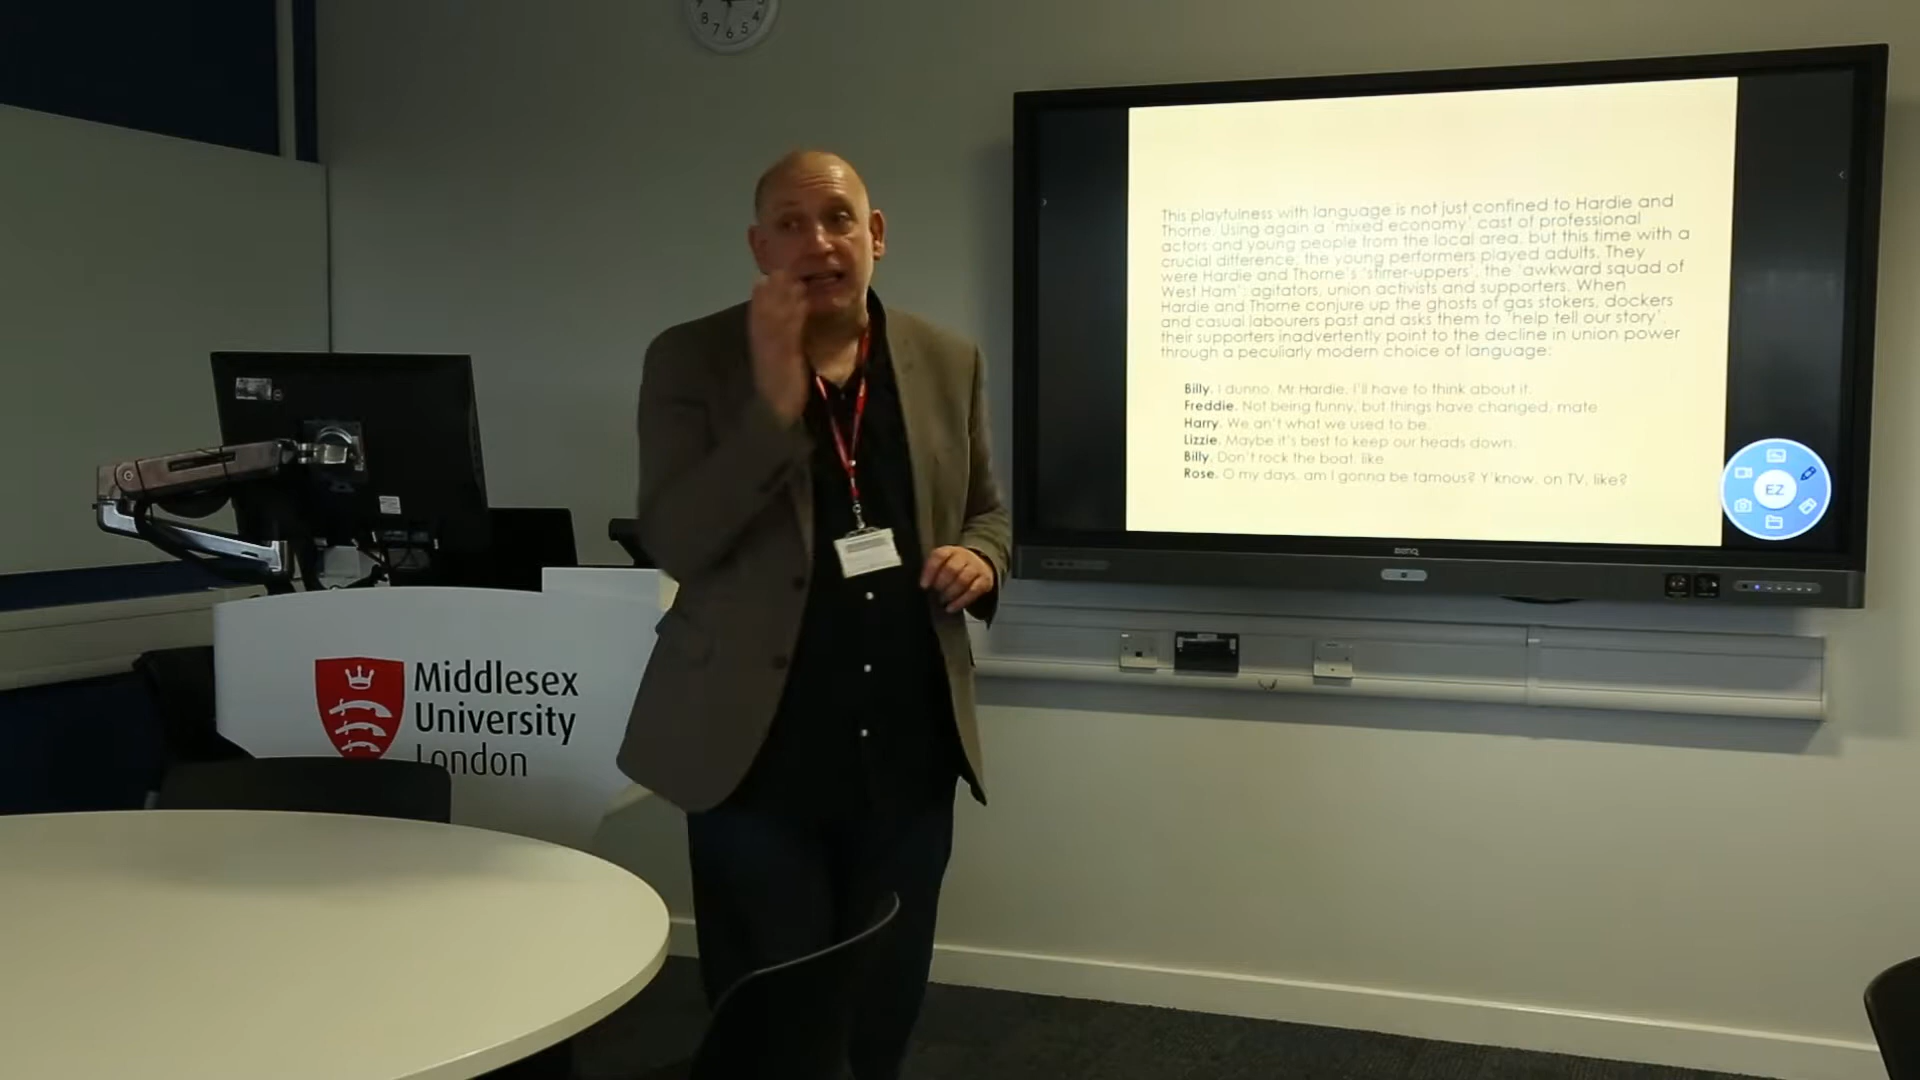 8 7 6 5 4
This playfulness with language is not just confined to Hardie and
Thorne. Using again a 'mixed economy' cast of professional
actors and young people from the local area, but this time with a
crucial difference: the young performers played adults. They
were Hardie and Thorne's 'stirrer-uppers', the 'awkward squad of
West Ham': agitators, union activists and supporters. When
Hardie and Thorne conjure up the ghosts of gas stokers, dockers
and casual labourers past and asks them to 'help tell our story',
their supporters inadvertently point to the decline in union power
through a peculiarly modern choice of language:
Billy. I dunno, Mr Hardie. I'll have to think about it.
Freddie. Not being funny, but things have changed, mate
Harry. We an't what we used to be.
Lizzie. Maybe it's best to keep our heads down.
Billy. Don't rock the boat, like
Rose. O my days, am I gonna be famous? Y'know, on TV, like?
EZ
BenQ
Middlesex
University
London